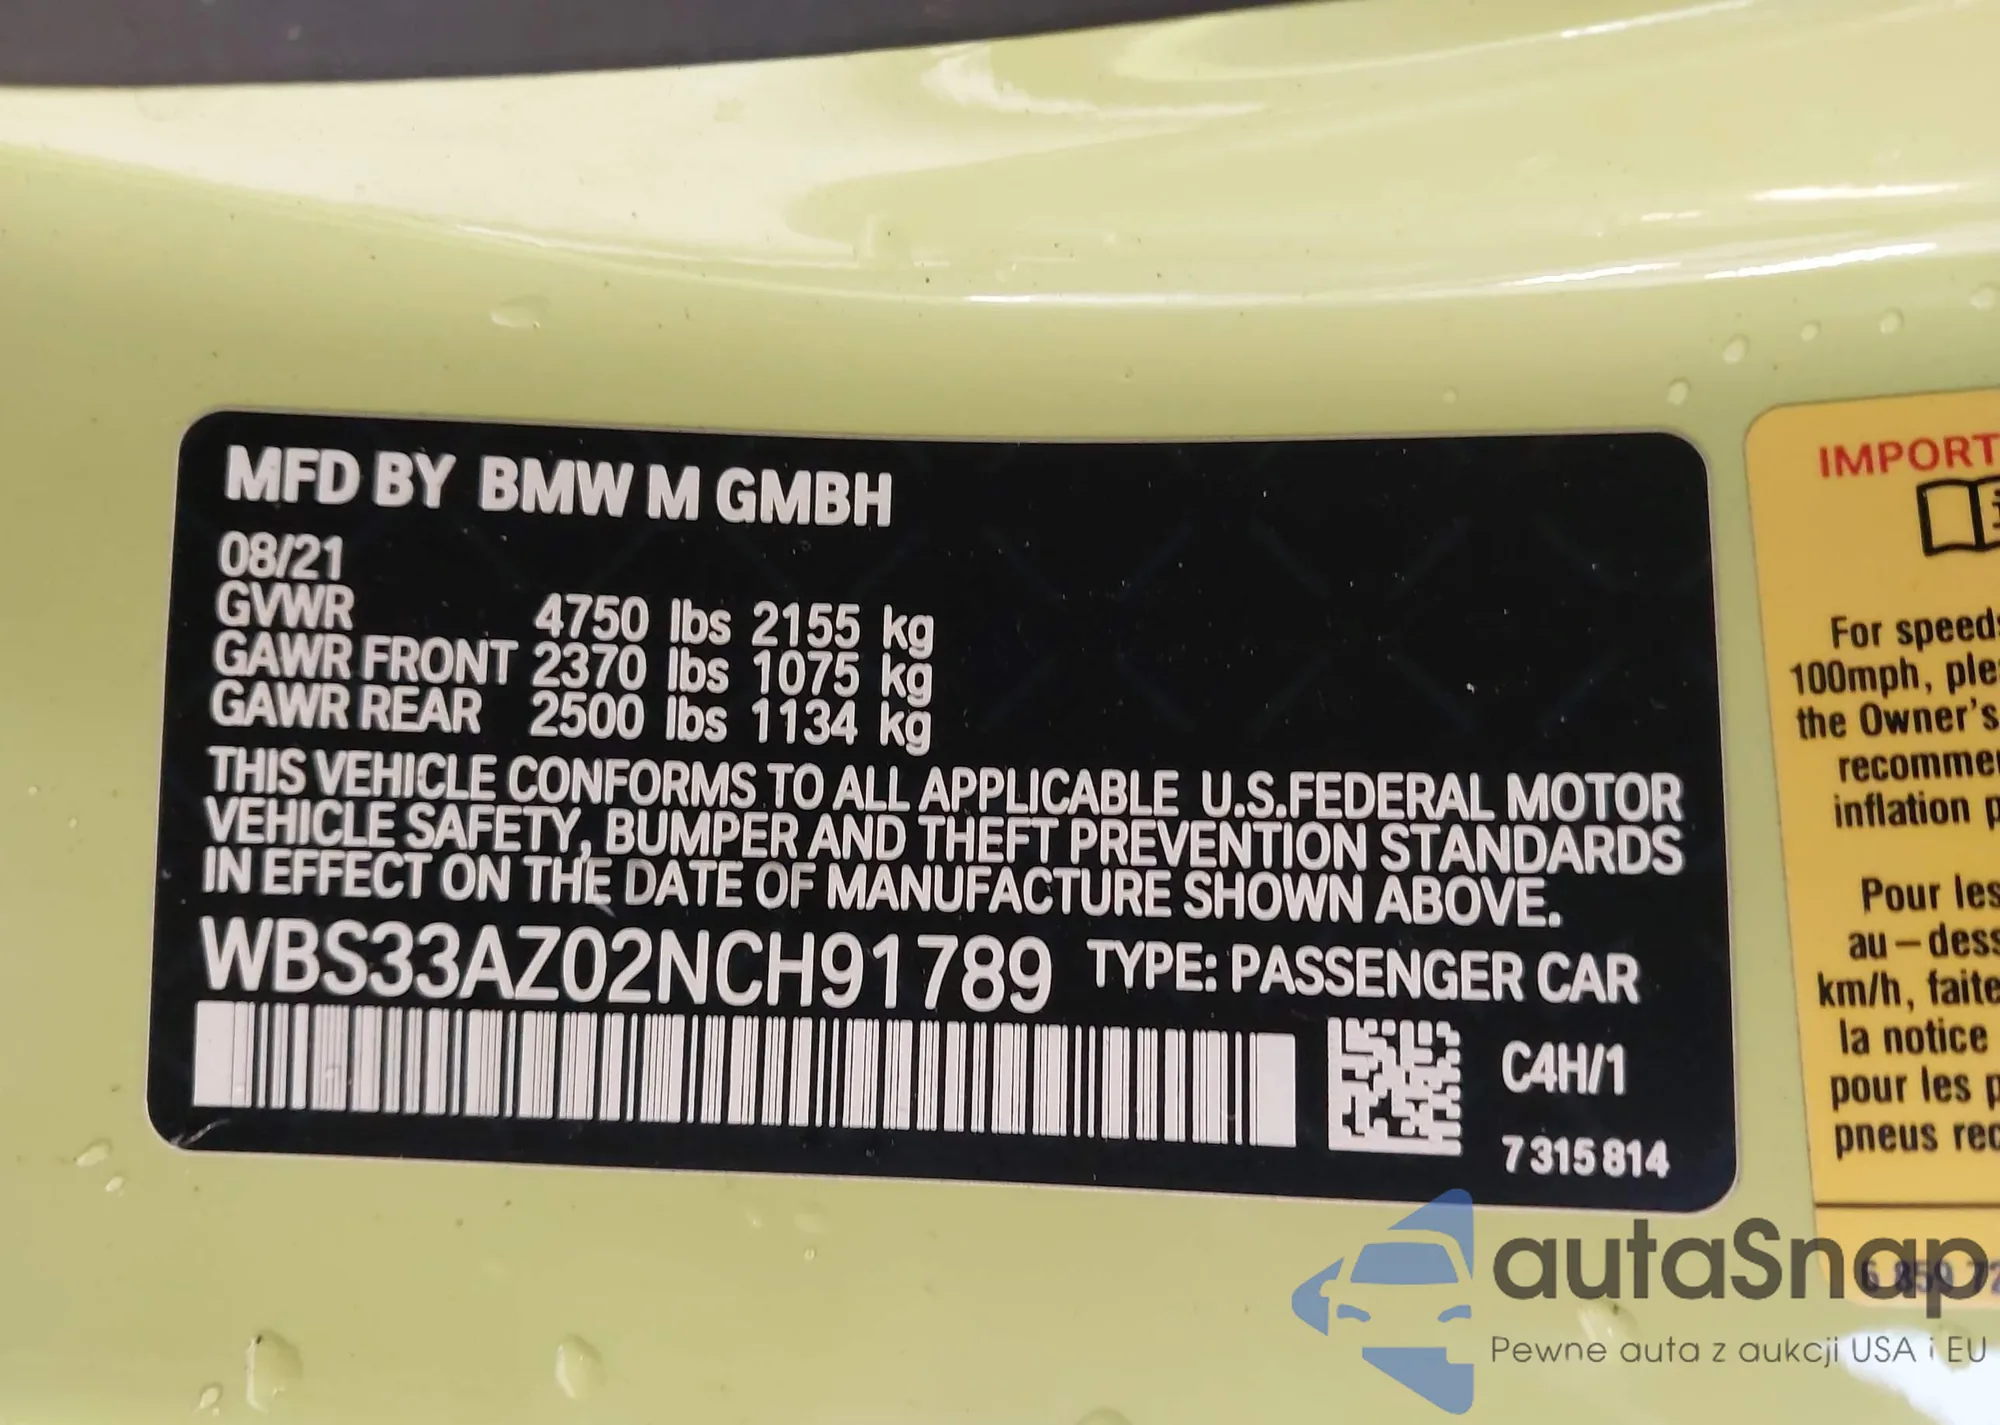 MFD BY BMW M GMBH
08/21
GVWR 4750 lbs 2155 kg
GAWR FRONT 2370 lbs 1075 kg
GAWR REAR 2500 lbs 1134 kg
THIS VEHICLE CONFORMS TO ALL APPLICABLE U.S.FEDERAL MOTOR
VEHICLE SAFETY, BUMPER AND THEFT PREVENTION STANDARDS
IN EFFECT ON THE DATE OF MANUFACTURE SHOWN ABOVE.
WBS33AZ02NCH91789 TYPE: PASSENGER CAR
C4H/1
7 315 814
IMPORT
For speeds
100mph, ple
the Owner's
recomme
inflation p
Pour les
au – dess
km/h, faite
la notice
pour les p
pneus rec
6 859 72
autaSnap
Pewne auta z aukcji USA i EU